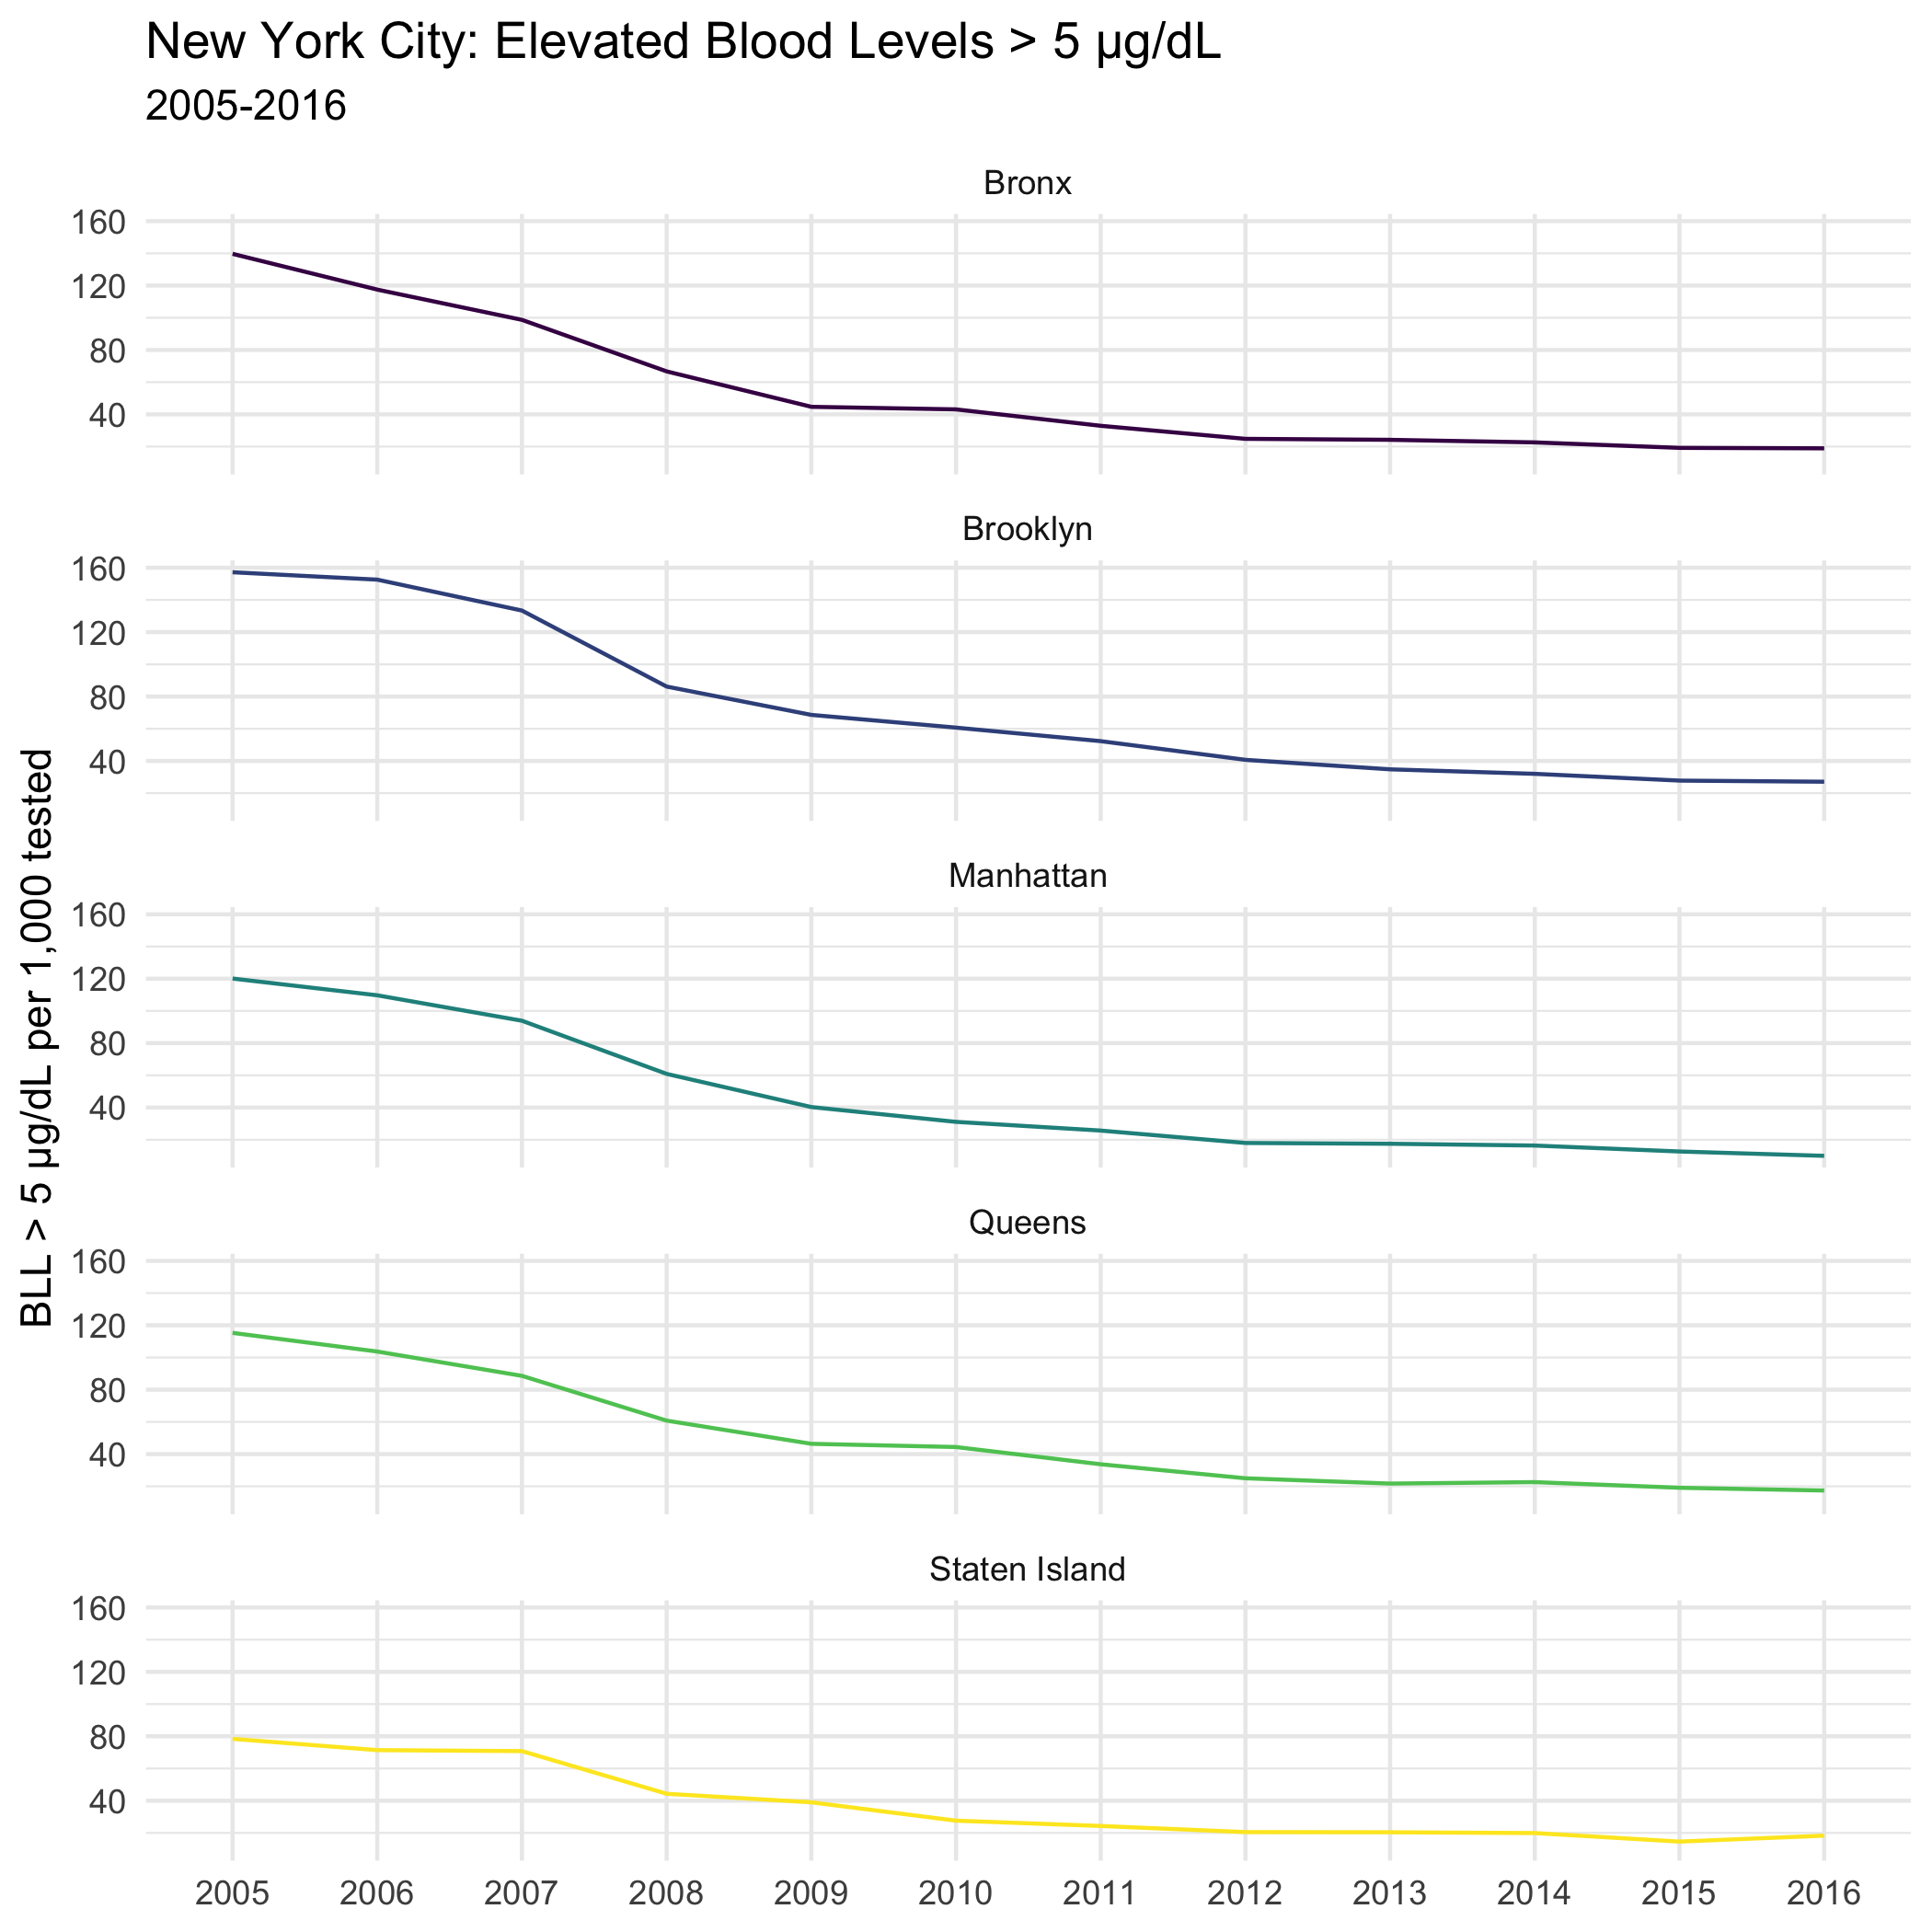 New York City: Elevated Blood Levels > 5 µg/dL
2005-2016
BLL > 5 µg/dL per 1,000 tested
Bronx
160
120
80
40
Brooklyn
160
120
80
40
Manhattan
160
120
80
40
Queens
160
120
80
40
Staten Island
160
120
80
40
2005 2006 2007 2008 2009 2010 2011 2012 2013 2014 2015 2016